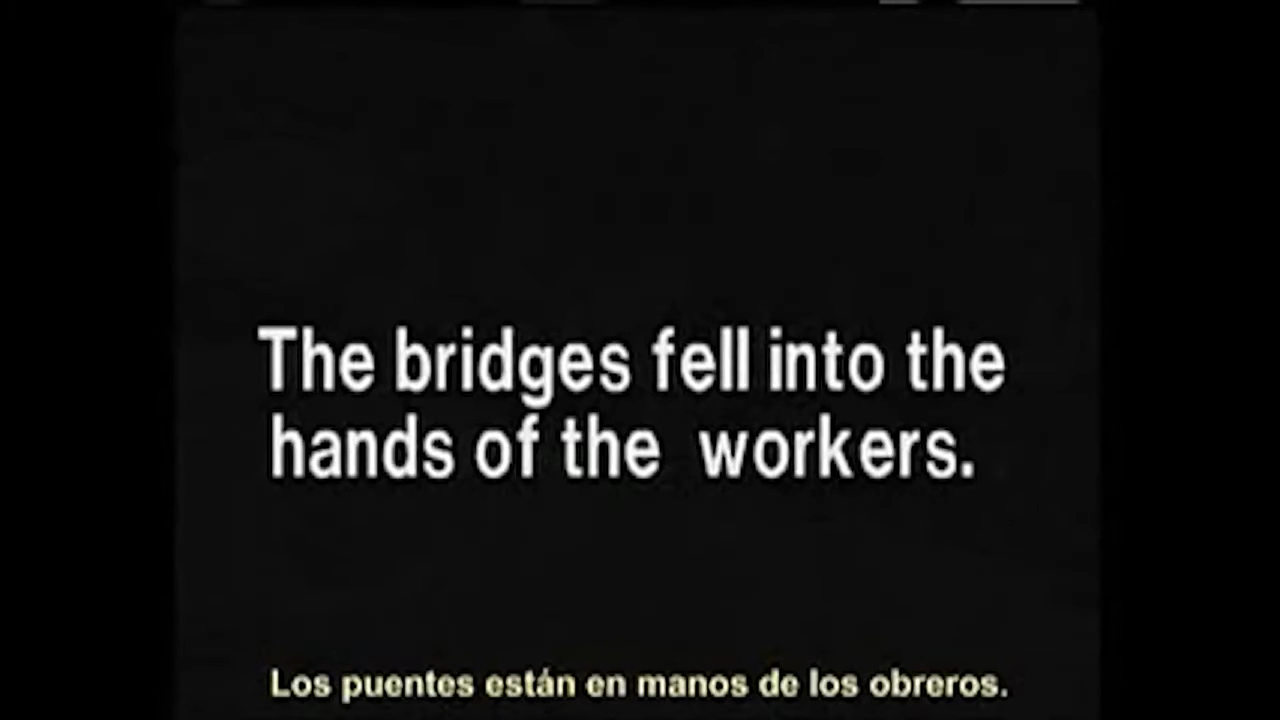 The bridges fell into the
hands of the workers.
Los puentes están en manos de los obreros.